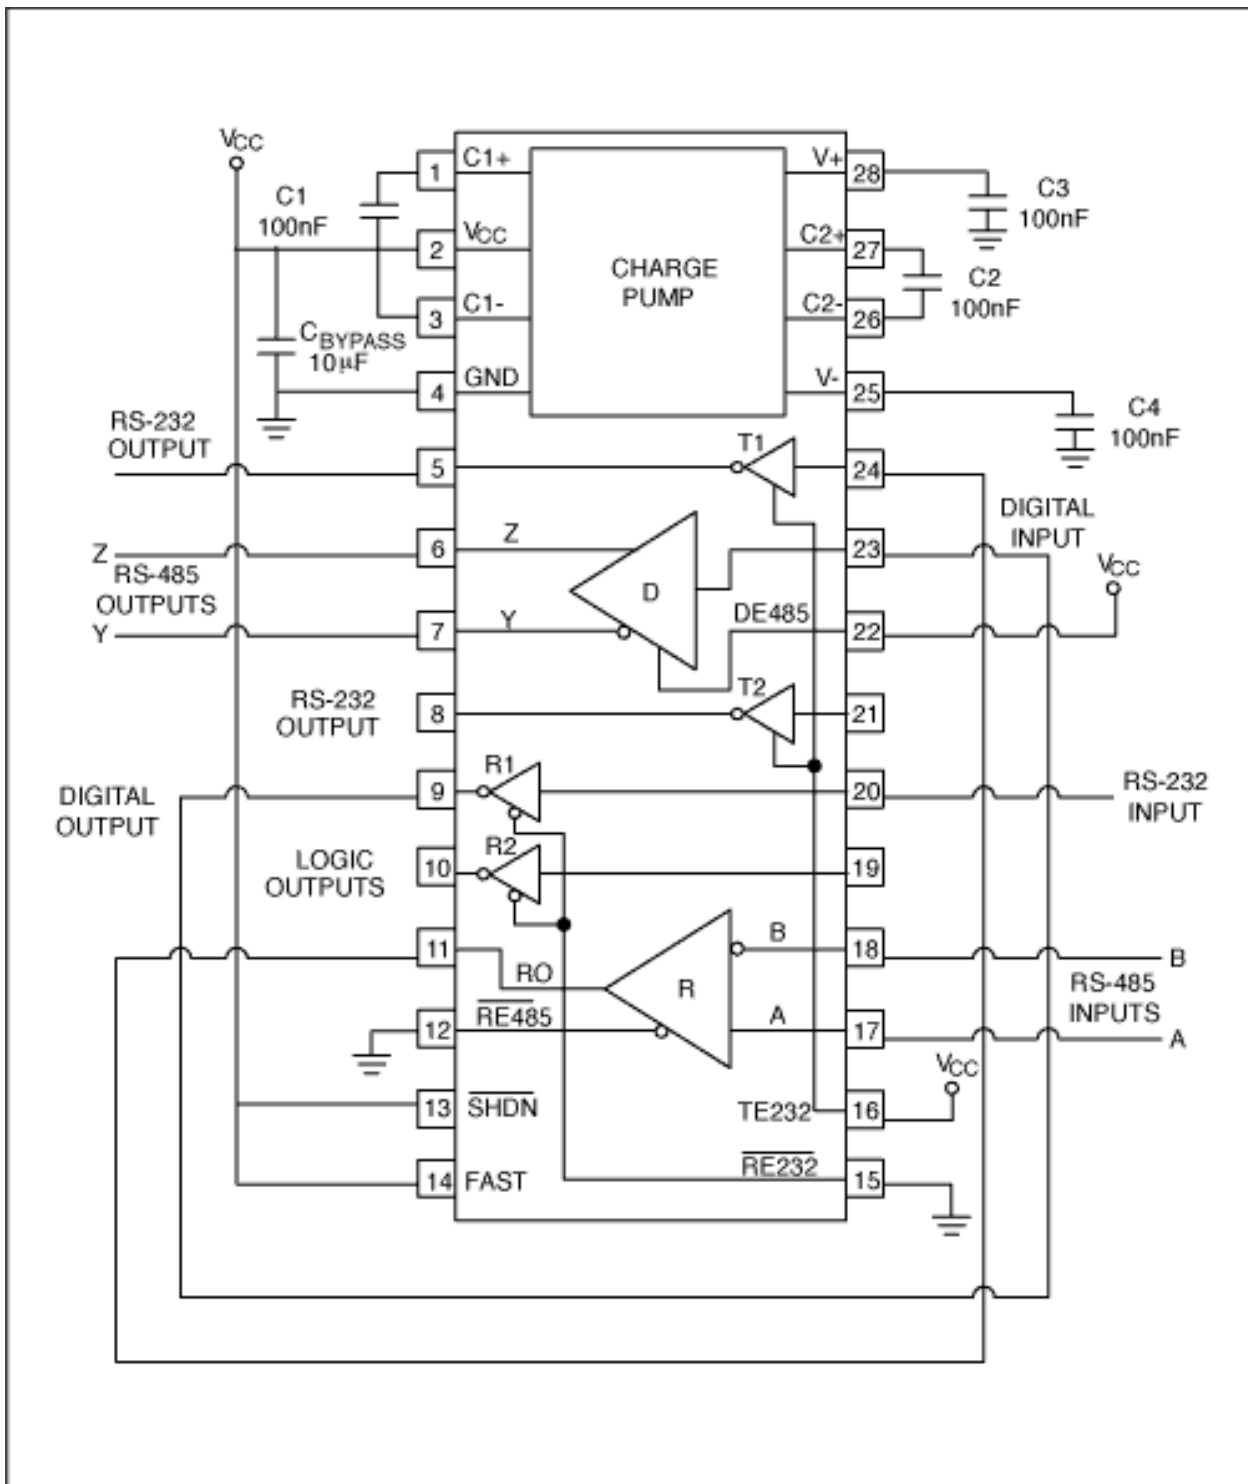 VCC
C1
100nF
1
C1+
V+
28
C3
100nF
2
VCC
CHARGE
PUMP
C2+
27
C2
100nF
3
C1-
C2-
26
CBYPASS
10µF
4
GND
V-
25
C4
100nF
RS-232
OUTPUT
5
T1
24
DIGITAL
INPUT
Z
6
Z
D
23
VCC
RS-485
OUTPUTS
Y
7
Y
DE485
22
RS-232
OUTPUT
8
T2
21
DIGITAL
OUTPUT
9
R1
20
RS-232
INPUT
LOGIC
OUTPUTS
10
R2
19
11
RO
R
B
18
B
RS-485
INPUTS
12
RE485
A
17
A
VCC
13
SHDN
TE232
16
14
FAST
RE232
15